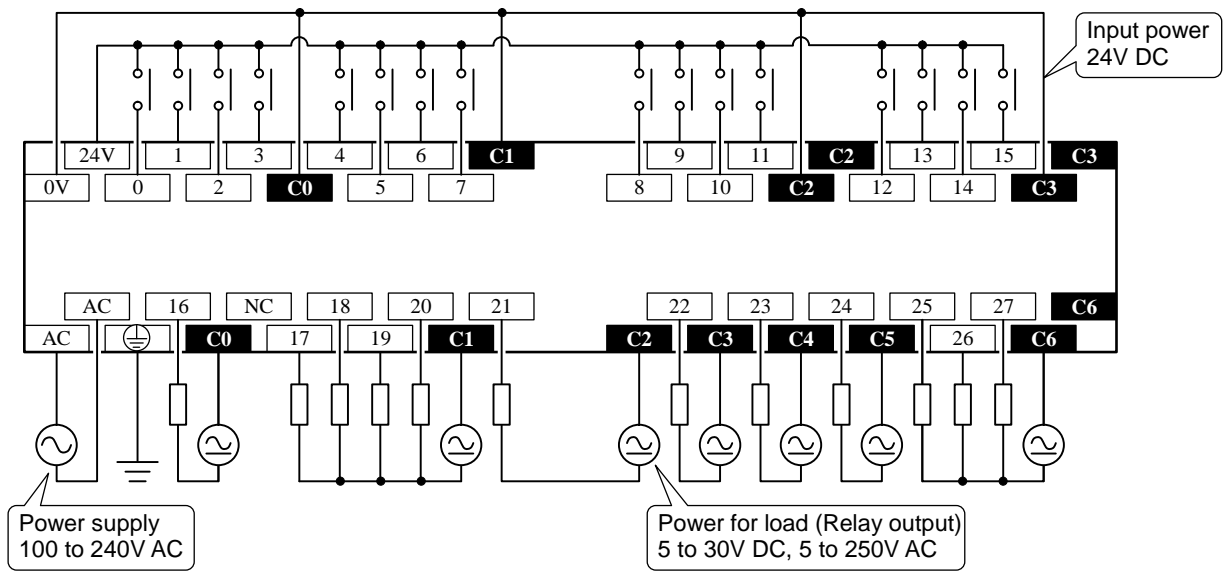 Input power
24V DC
24V 1 3 4 6 C1 9 11 C2 13 15 C3
0V 0 2 C0 5 7 8 10 C2 12 14 C3
AC 16 NC 18 20 21 22 23 24 25 27 C6
AC C0 17 19 C1 C2 C3 C4 C5 26 C6
Power supply
100 to 240V AC
Power for load (Relay output)
5 to 30V DC, 5 to 250V AC